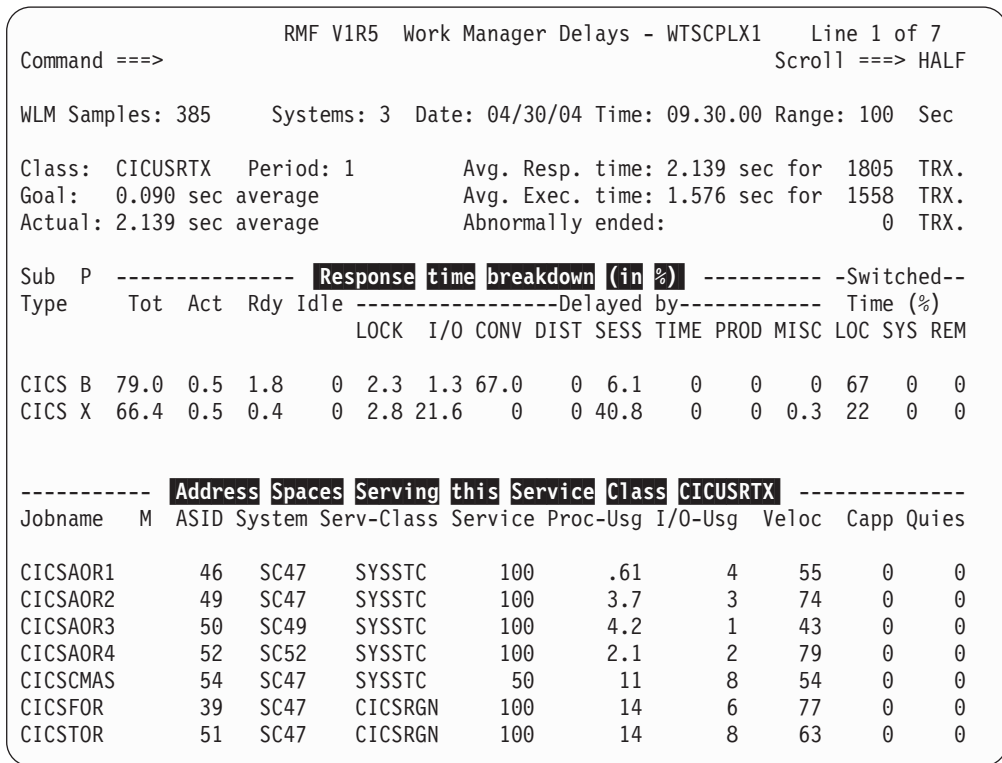 RMF V1R5  Work Manager Delays - WTSCPLX1    Line 1 of 7
Command ===>                                                  Scroll ===> HALF
WLM Samples: 385     Systems: 3  Date: 04/30/04 Time: 09.30.00 Range: 100  Sec
Class:  CICUSRTX   Period: 1         Avg. Resp. time: 2.139 sec for  1805  TRX.
Goal:   0.090 sec average            Avg. Exec. time: 1.576 sec for  1558  TRX.
Actual: 2.139 sec average            Abnormally ended:                  0  TRX.
Sub  P  --------------- Response time breakdown (in %) ---------- -Switched--
Type     Tot  Act  Rdy Idle -----------------Delayed by------------  Time (%)
LOCK  I/O CONV DIST SESS TIME PROD MISC LOC SYS REM
CICS B  79.0  0.5  1.8    0  2.3  1.3 67.0    0  6.1    0    0    0  67   0   0
CICS X  66.4  0.5  0.4    0  2.8 21.6    0    0 40.8    0    0  0.3  22   0   0
----------- Address Spaces Serving this Service Class CICUSRTX --------------
Jobname   M  ASID System Serv-Class Service Proc-Usg I/O-Usg  Veloc  Capp Quies
CICSAOR1      46   SC47    SYSSTC     100      .61      4     55     0      0
CICSAOR2      49   SC47    SYSSTC     100      3.7      3     74     0      0
CICSAOR3      50   SC49    SYSSTC     100      4.2      1     43     0      0
CICSAOR4      52   SC52    SYSSTC     100      2.1      2     79     0      0
CICSCMAS      54   SC47    SYSSTC      50       11      8     54     0      0
CICSFOR       39   SC47    CICSRGN    100       14      6     77     0      0
CICSTOR       51   SC47    CICSRGN    100       14      8     63     0      0